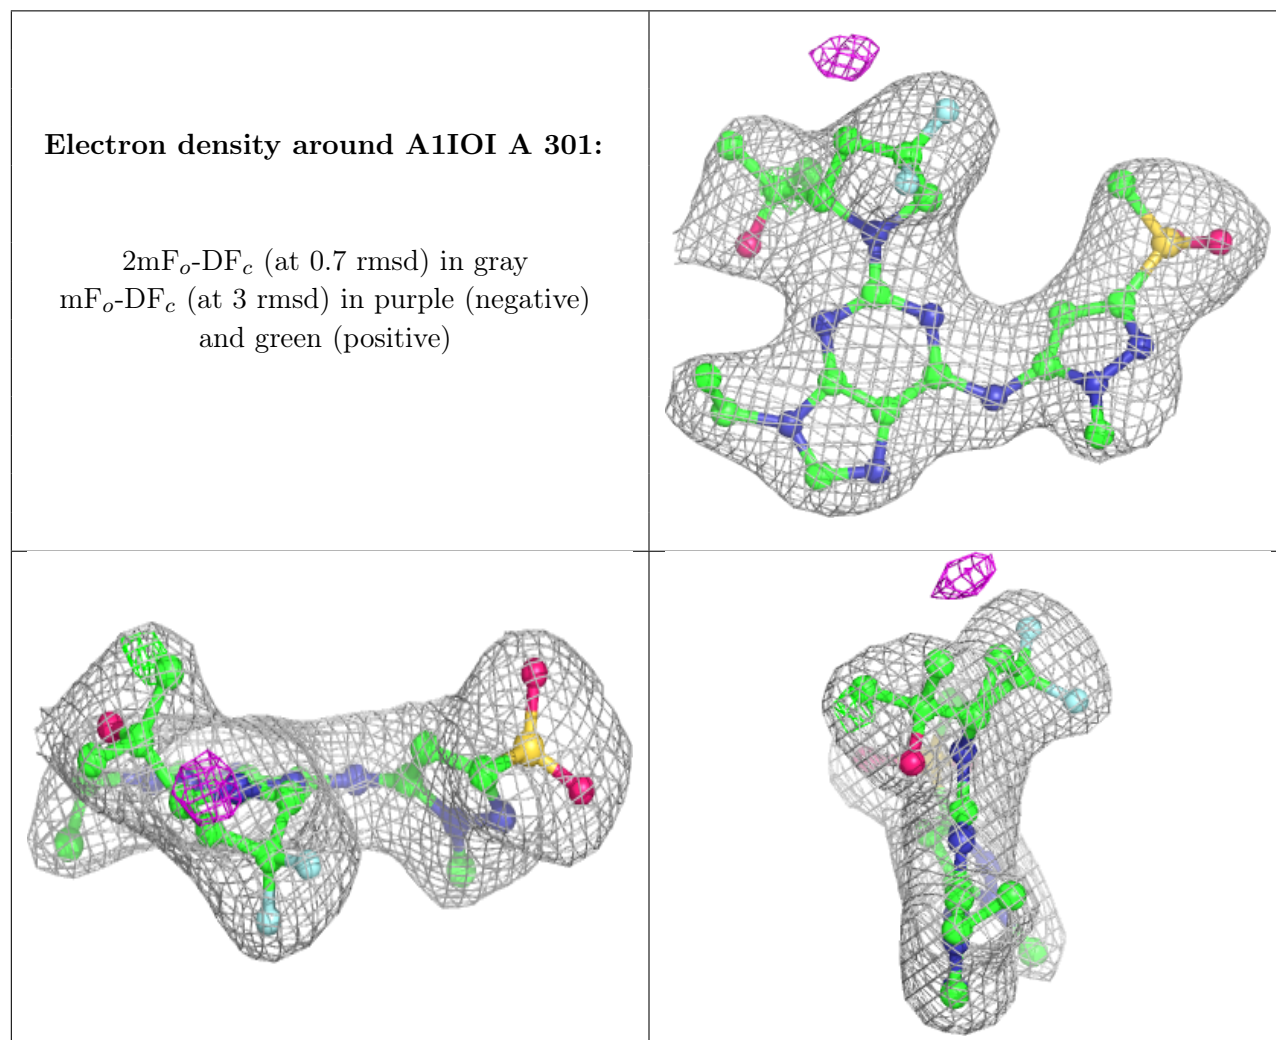 Electron density around A1IOI A 301:
2mFo-DFc (at 0.7 rmsd) in gray
mFo-DFc (at 3 rmsd) in purple (negative)
and green (positive)